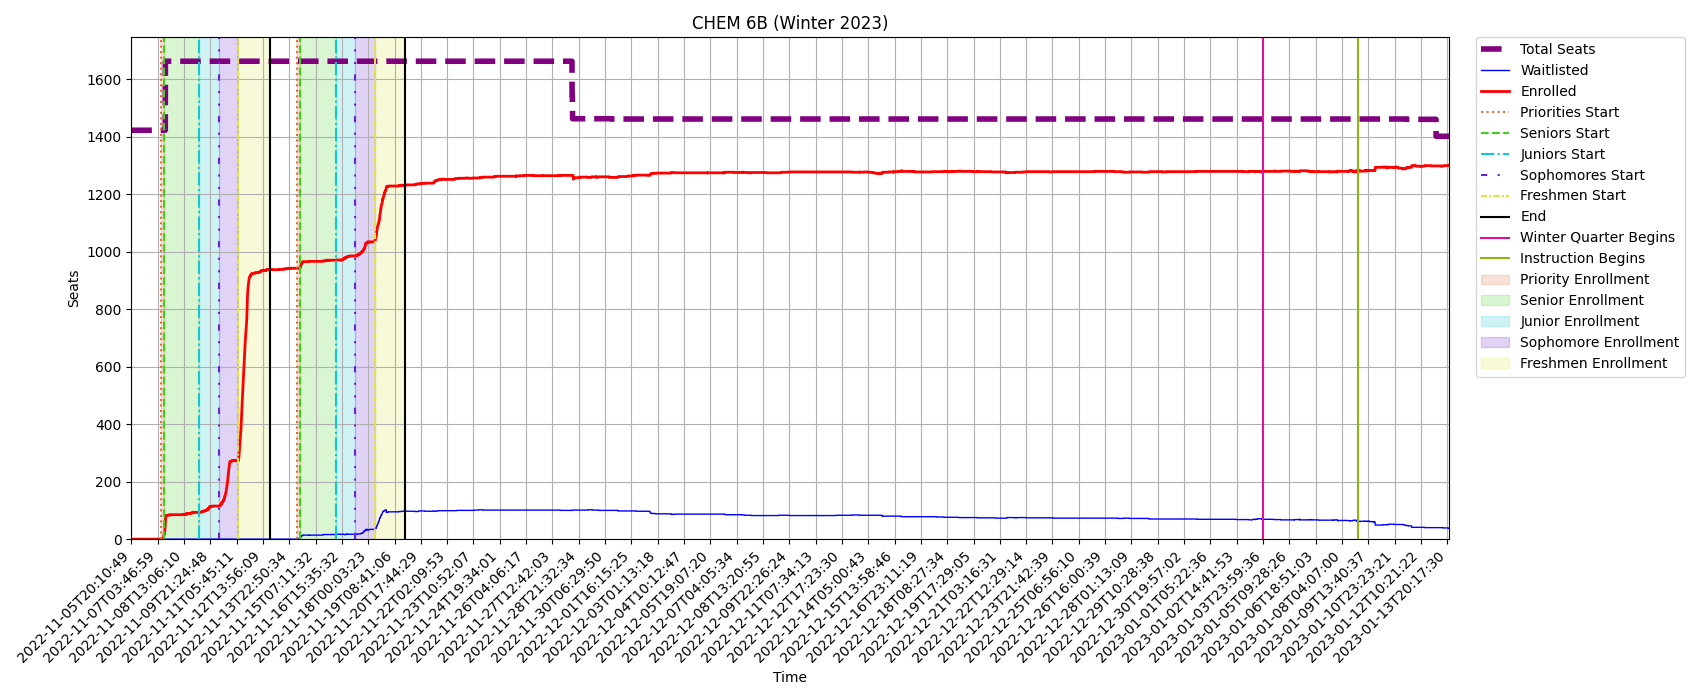 CHEM 6B (Winter 2023)
Seats
1600
1400
1200
1000
800
600
400
200
0
2022-11-05T20:10:49
2022-11-07T03:46:59
2022-11-08T13:06:10
2022-11-09T21:24:48
2022-11-11T05:45:11
2022-11-12T13:56:09
2022-11-13T22:50:34
2022-11-15T07:11:32
2022-11-16T15:35:32
2022-11-18T00:03:23
2022-11-19T08:41:06
2022-11-20T17:44:29
2022-11-22T02:09:53
2022-11-23T10:52:07
2022-11-24T19:34:01
2022-11-26T04:06:17
2022-11-27T12:42:03
2022-11-28T21:32:34
2022-11-30T06:29:50
2022-12-01T16:15:25
2022-12-03T01:13:18
2022-12-04T10:12:47
2022-12-05T19:07:20
2022-12-07T04:05:34
2022-12-08T13:20:55
2022-12-09T22:26:24
2022-12-11T07:34:13
2022-12-12T17:23:30
2022-12-14T05:00:43
2022-12-15T13:58:46
2022-12-16T23:11:19
2022-12-18T08:27:34
2022-12-19T17:29:05
2022-12-21T03:16:31
2022-12-22T12:29:14
2022-12-23T21:42:39
2022-12-25T06:56:10
2022-12-26T16:00:39
2022-12-28T01:13:09
2022-12-29T10:28:38
2022-12-30T19:57:02
2023-01-01T05:22:36
2023-01-02T14:41:53
2023-01-03T23:59:36
2023-01-05T09:28:26
2023-01-06T18:51:03
2023-01-08T04:07:00
2023-01-09T13:40:37
2023-01-10T23:23:21
2023-01-12T10:21:22
2023-01-13T20:17:30
Time
Total Seats
Waitlisted
Enrolled
Priorities Start
Seniors Start
Juniors Start
Sophomores Start
Freshmen Start
End
Winter Quarter Begins
Instruction Begins
Priority Enrollment
Senior Enrollment
Junior Enrollment
Sophomore Enrollment
Freshmen Enrollment